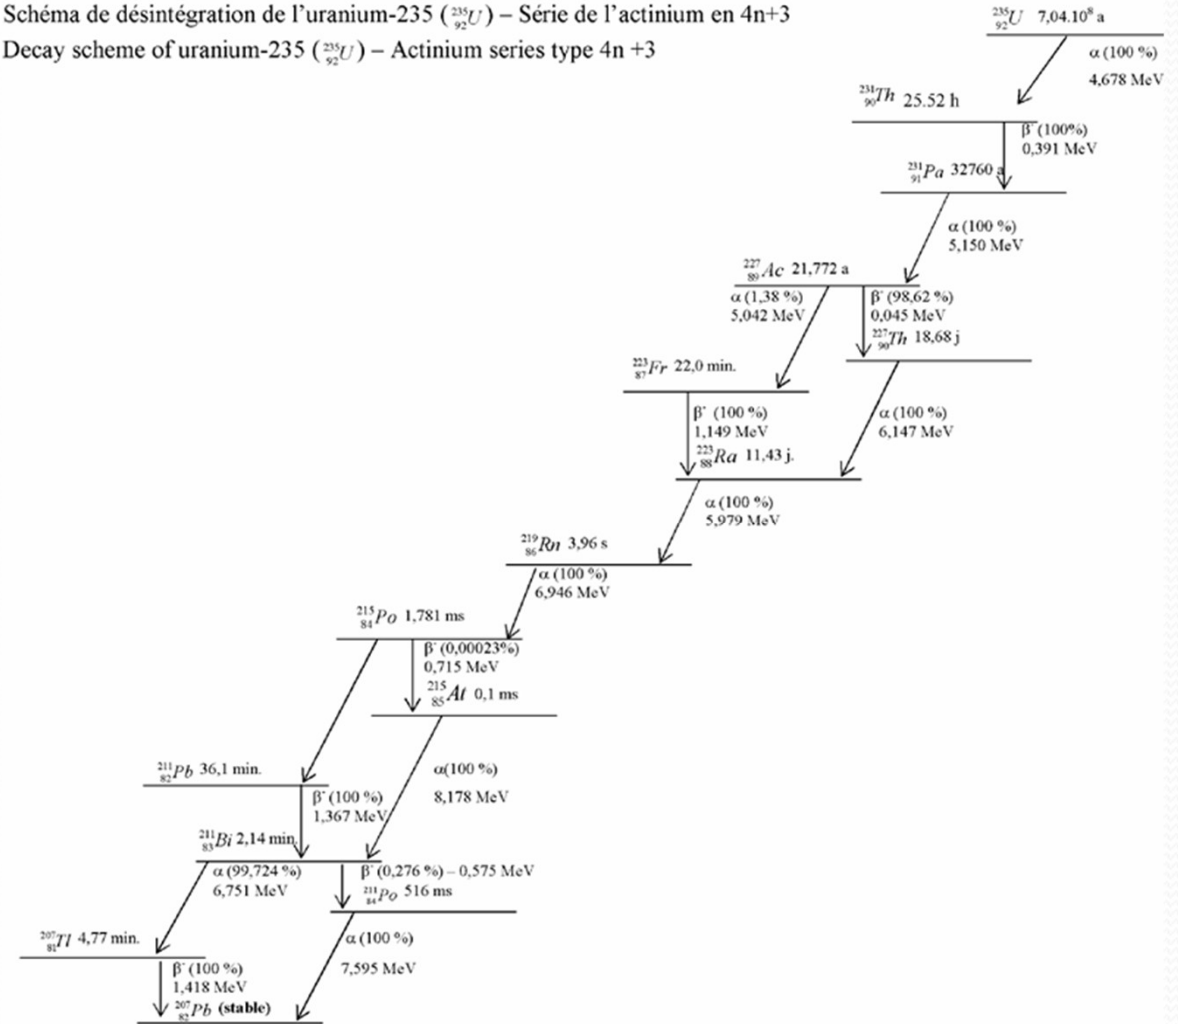 Schéma de désintégration de l’uranium-235 (²³⁵₉₂U) – Série de l’actinium en 4n+3
Decay scheme of uranium-235 (²³⁵₉₂U) – Actinium series type 4n +3
²³⁵₉₂U 7,04.10⁸ a
α (100 %)
4,678 MeV
²³¹₉₀Th 25.52 h
β⁻ (100%)
0,391 MeV
²³¹₉₁Pa 32760 a
α (100 %)
5,150 MeV
²²⁷₈₉Ac 21,772 a
α (1,38 %)
5,042 MeV
β⁻ (98,62 %)
0,045 MeV
²²⁷₉₀Th 18,68 j
²²³₈₇Fr 22,0 min.
β⁻ (100 %)
1,149 MeV
²²³₈₈Ra 11,43 j.
α (100 %)
6,147 MeV
α (100 %)
5,979 MeV
²¹⁹₈₆Rn 3,96 s
α (100 %)
6,946 MeV
²¹⁵₈₄Po 1,781 ms
β⁻ (0,00023%)
0,715 MeV
²¹⁵₈₅At 0,1 ms
²¹¹₈₂Pb 36,1 min.
α(100 %)
8,178 MeV
β⁻ (100 %)
1,367 MeV
²¹¹₈₃Bi 2,14 min.
α (99,724 %)
6,751 MeV
β⁻ (0,276 %) – 0,575 MeV
²¹¹₈₄Po 516 ms
²⁰⁷₈₁Tl 4,77 min.
α (100 %)
7,595 MeV
β⁻ (100 %)
1,418 MeV
²⁰⁷₈₂Pb (stable)